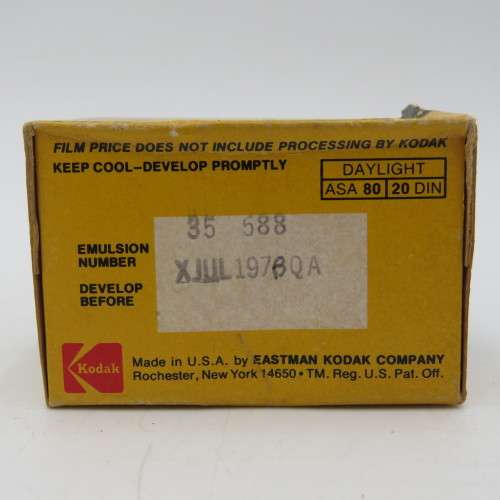 FILM PRICE DOES NOT INCLUDE PROCESSING BY KODAK
KEEP COOL–DEVELOP PROMPTLY
DAYLIGHT
ASA 80 20 DIN
35 588
EMULSION
NUMBER
DEVELOP
BEFORE
Kodak
Made in U.S.A. by EASTMAN KODAK COMPANY
Rochester, New York 14650 • TM. Reg. U.S. Pat. Off.